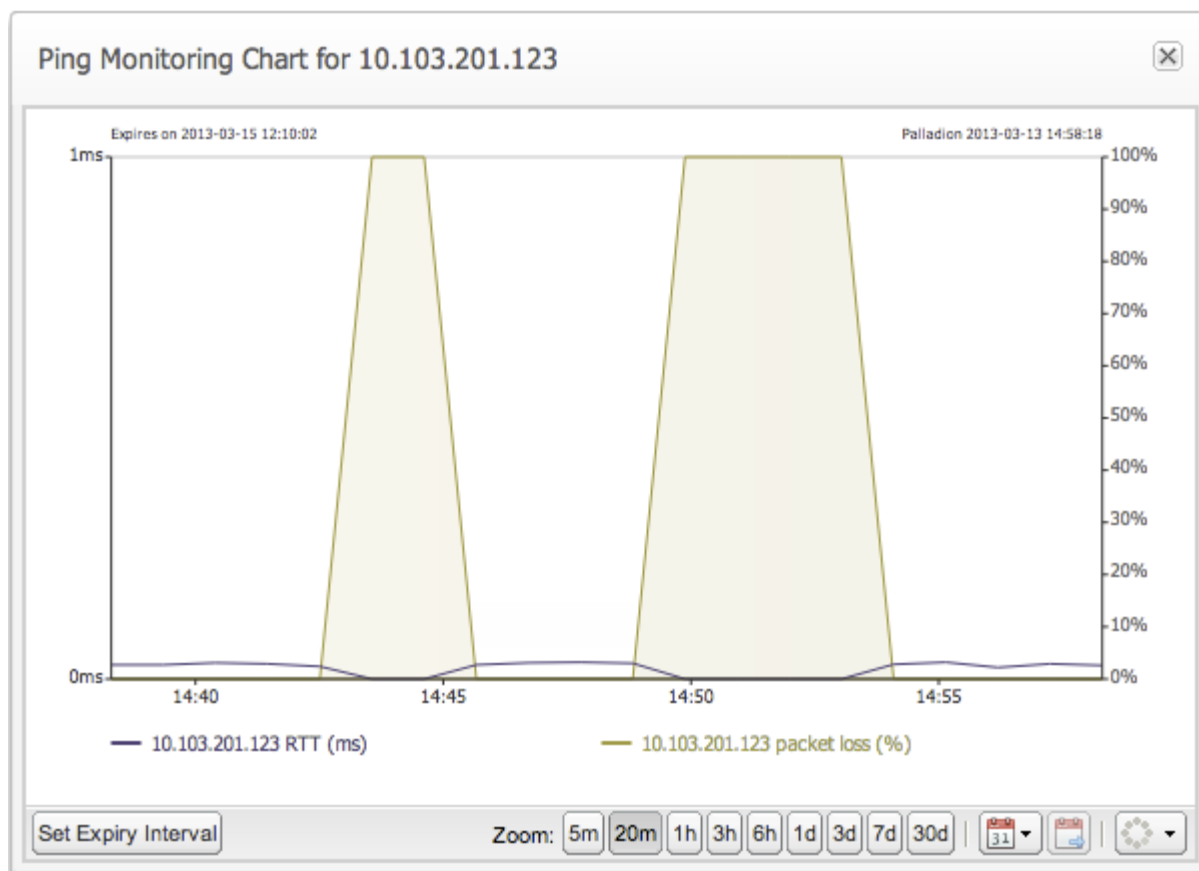 Ping Monitoring Chart for 10.103.201.123
Expires on 2013-03-15 12:10:02 Palladion 2013-03-13 14:58:18
1ms 100%
90%
80%
70%
60%
50%
40%
30%
20%
10%
0ms 0%
14:40 14:45 14:50 14:55
10.103.201.123 RTT (ms) 10.103.201.123 packet loss (%)
Set Expiry Interval Zoom: 5m 20m 1h 3h 6h 1d 3d 7d 30d 31